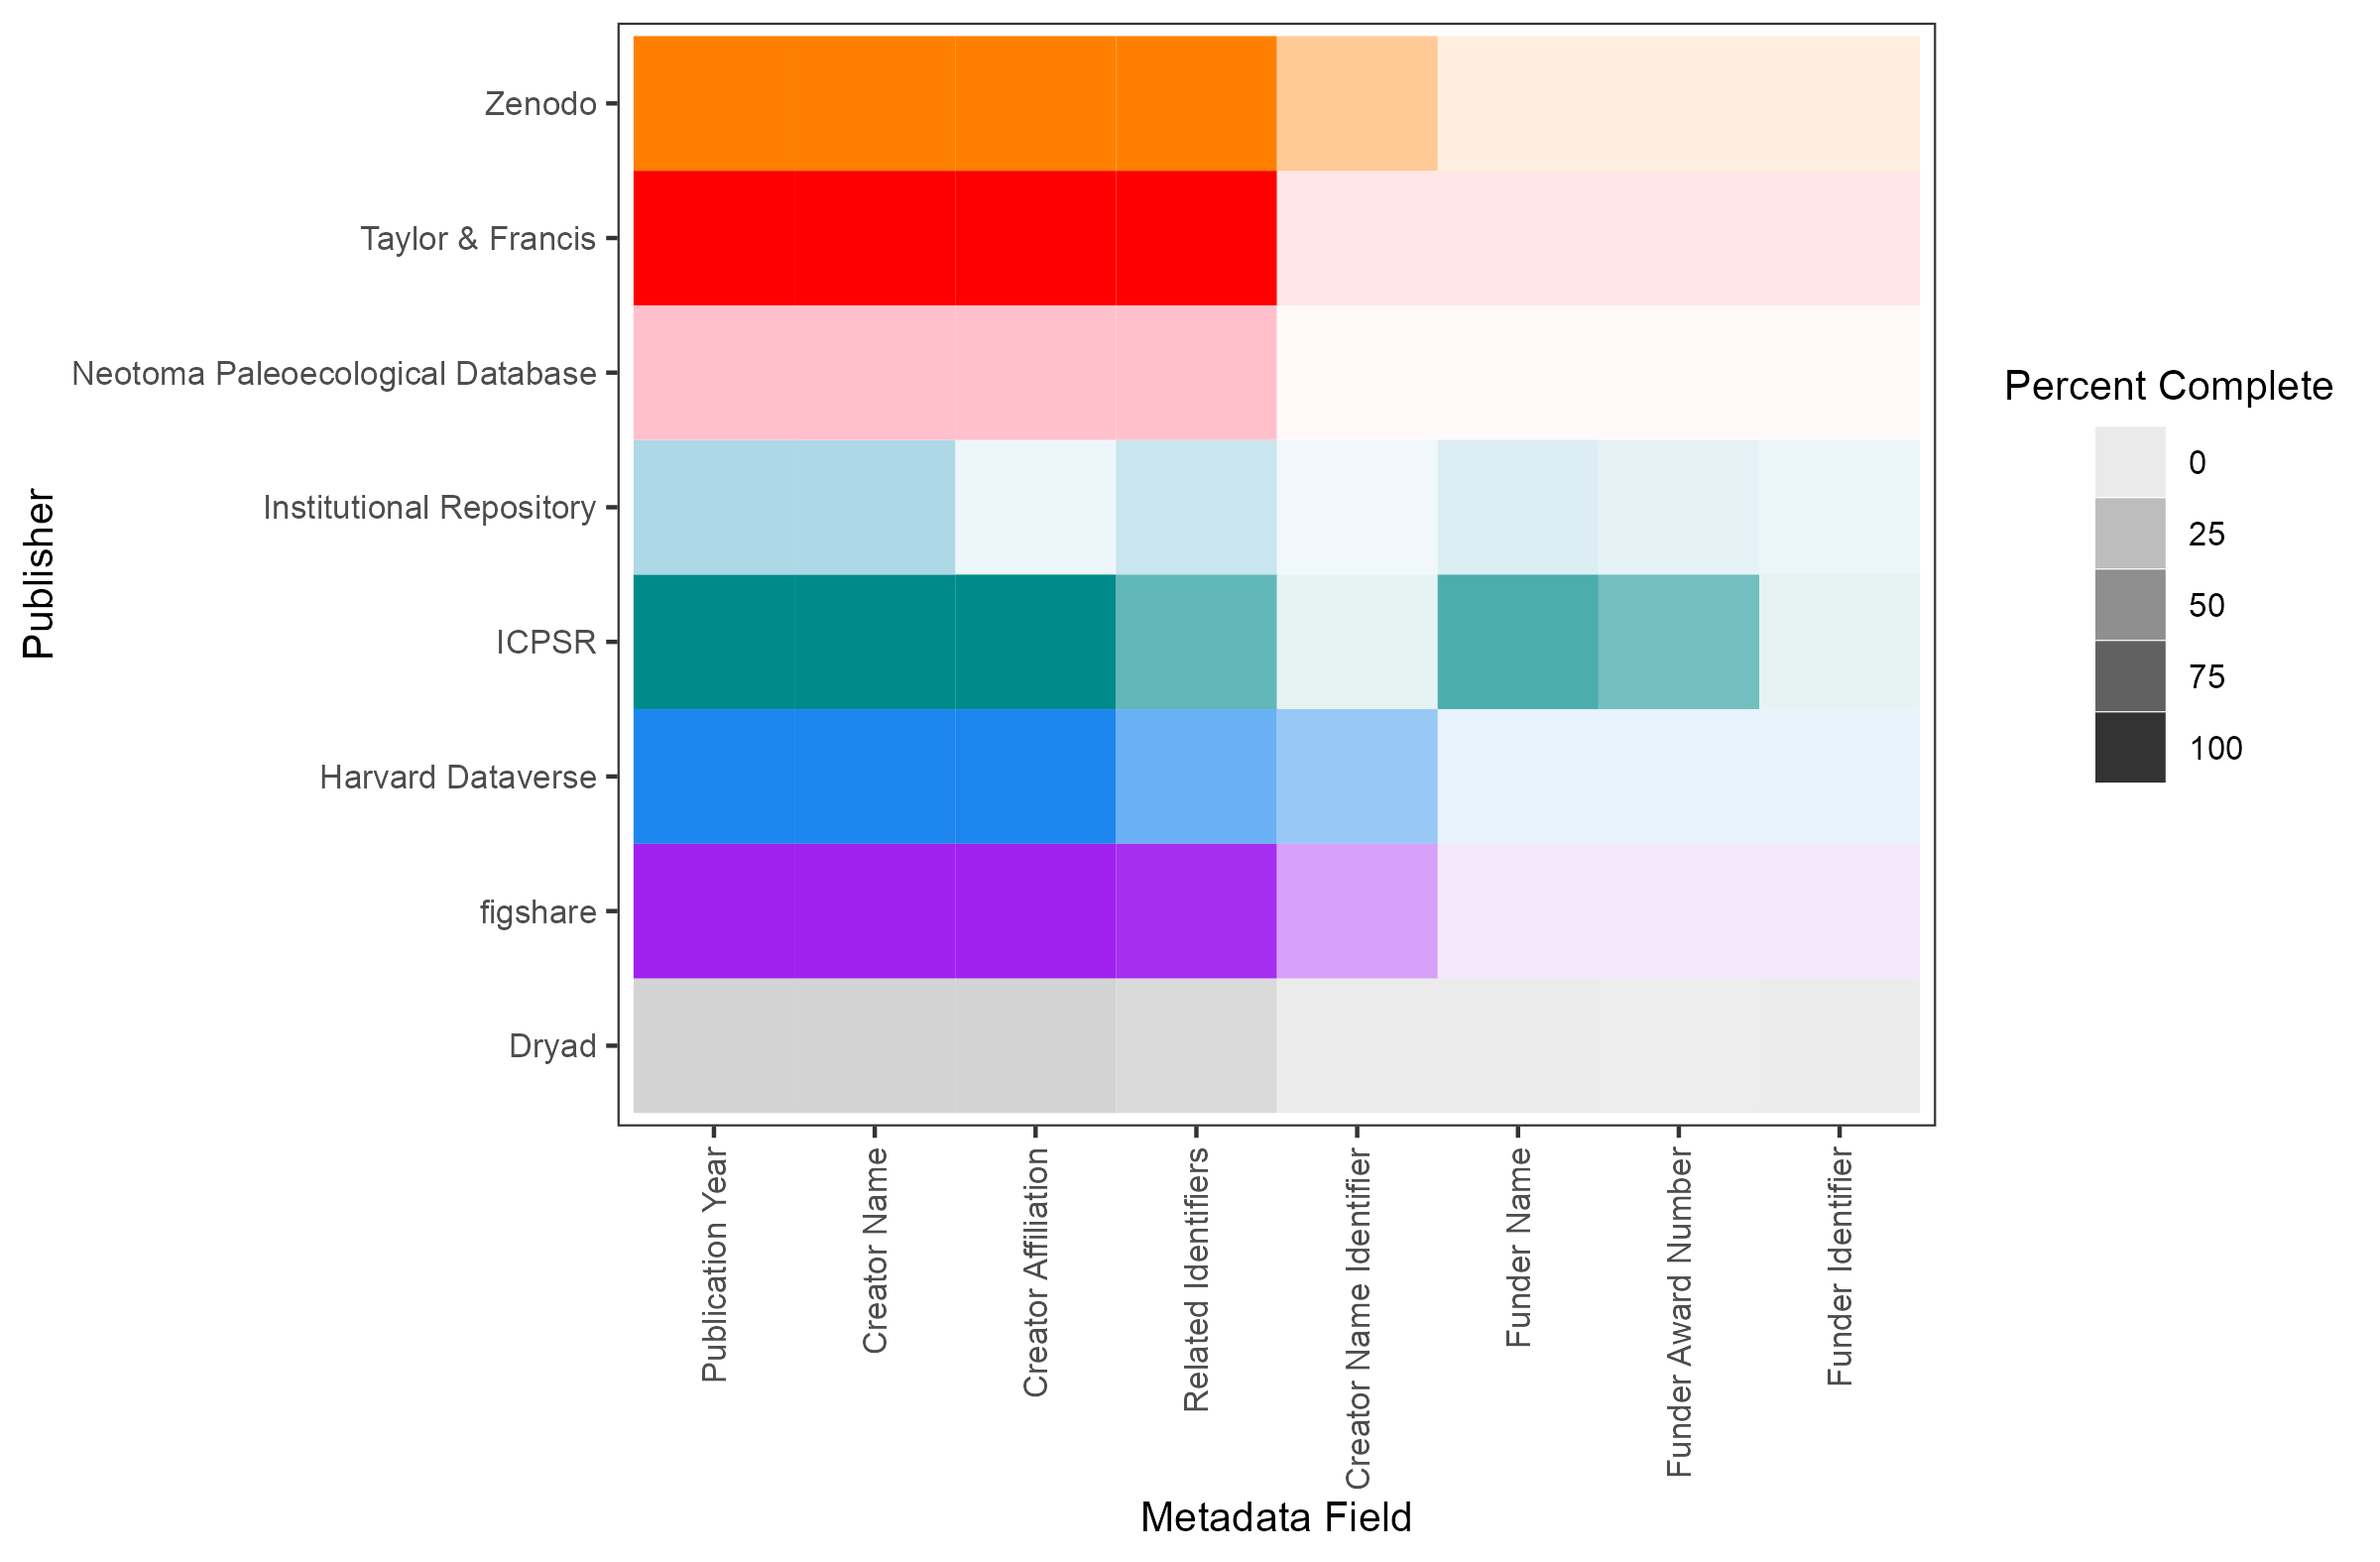 Publisher
Zenodo
Taylor & Francis
Neotoma Paleoecological Database
Institutional Repository
ICPSR
Harvard Dataverse
figshare
Dryad
Publication Year
Creator Name
Creator Affiliation
Related Identifiers
Creator Name Identifier
Funder Name
Funder Award Number
Funder Identifier
Metadata Field
Percent Complete
0
25
50
75
100